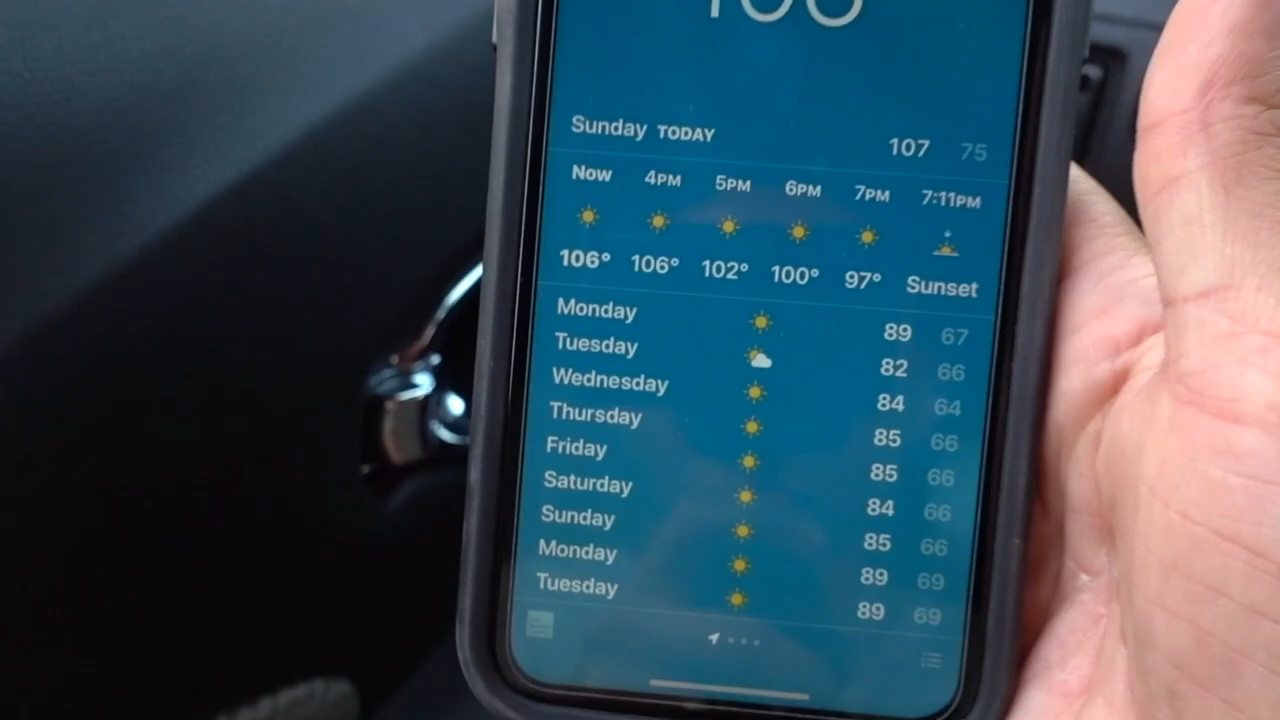 106
Sunday TODAY 107 75
Now 4PM 5PM 6PM 7PM 7:11PM
106° 106° 102° 100° 97° Sunset
Monday 89 67
Tuesday 82 66
Wednesday 84 64
Thursday 85 66
Friday 85 66
Saturday 84 66
Sunday 85 66
Monday 89 69
Tuesday 89 69